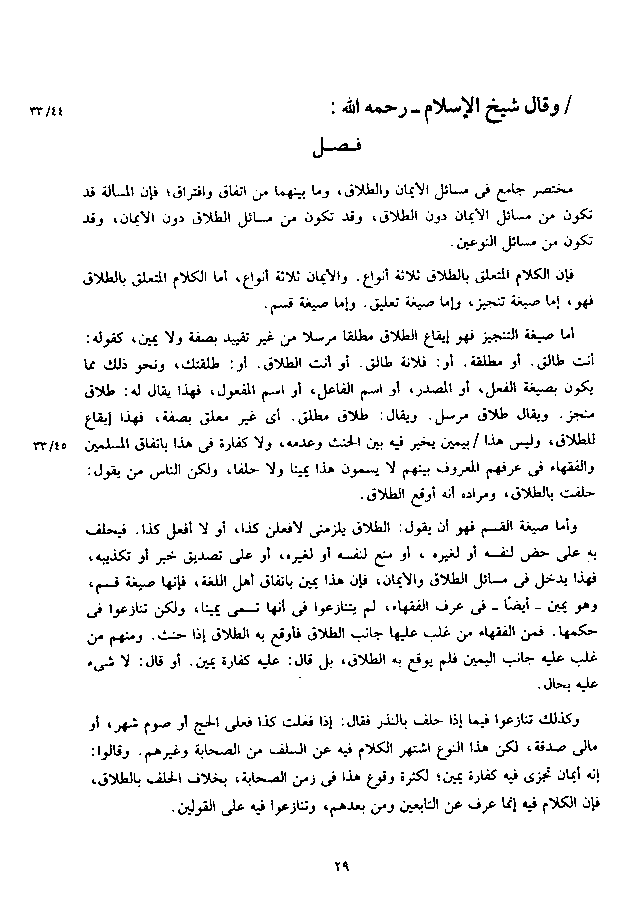 / وقال شيخ الإسلام ـ رحمه الله : ٣٣/٤٤
فـصـل
مختصر جامع فى مسائل الأيمان والطلاق، وما بينهما من اتفاق وافتراق؛ فإن المسألة قد
تكون من مسائل الأيمان دون الطلاق، وقد تكون من مسائل الطلاق دون الأيمان، وقد
تكون من مسائل النوعين.
فإن الكلام المتعلق بالطلاق ثلاثة أنواع. والأيمان ثلاثة أنواع، أما الكلام المتعلق بالطلاق
فهو، إما صيغة تنجيز، وإما صيغة تعليق. وإما صيغة قسم.
أما صيغة التنجيز فهو إيقاع الطلاق مطلقا مرسلا من غير تقييد بصفة ولا يمين، كقوله:
أنت طالق. أو مطلقة. أو: فلانة طالق. أو أنت الطلاق. أو: طلقتك، ونحو ذلك مما
يكون بصيغة الفعل، أو المصدر، أو اسم الفاعل، أو اسم المفعول، فهذا يقال له: طلاق
منجز. ويقال طلاق مرسل. ويقال: طلاق مطلق. أى غير معلق بصفة، فهذا إيقاع
للطلاق، وليس هذا / بيمين يخير فيه بين الحنث وعدمه، ولا كفارة فى هذا باتفاق المسلمين ٣٣/٤٥
والفقهاء فى عرفهم المعروف بينهم لا يسمون هذا يمينا ولا حلفا، ولكن الناس من يقول:
حلفت بالطلاق، ومراده أنه أوقع الطلاق.
وأما صيغة القسم فهو أن يقول: الطلاق يلزمنى لافعلن كذا، أو لا أفعل كذا. فيحلف
به على حض لنفسه أو لغيره ، أو منع لنفسه أو لغيره، أو على تصديق خبر أو تكذيبه،
فهذا يدخل فى مسائل الطلاق والأيمان، فإن هذا يمين باتفاق أهل اللغة، فإنها صيغة قسم،
وهو يمين ـ أيضًا ـ فى عرف الفقهاء، لم يتنازعوا فى أنها تسمى يمينا، ولكن تنازعوا فى
حكمها. فمن الفقهاء من غلب عليها جانب الطلاق فأوقع به الطلاق إذا حنث. ومنهم من
غلب عليه جانب اليمين فلم يوقع به الطلاق، بل قال: عليه كفارة يمين. أو قال: لا شىء
عليه بحال.
وكذلك تنازعوا فيما إذا حلف بالنذر فقال: إذا فعلت كذا فعلى الحج أو صوم شهر، أو
مالى صدقة، لكن هذا النوع اشتهر الكلام فيه عن السلف من الصحابة وغيرهم. وقالوا:
إنه أيمان تجزى فيه كفارة يمين؛ لكثرة وقوع هذا فى زمن الصحابة، بخلاف الحلف بالطلاق،
فإن الكلام فيه إنما عرف عن التابعين ومن بعدهم، وتنازعوا فيه على القولين.
٢٩